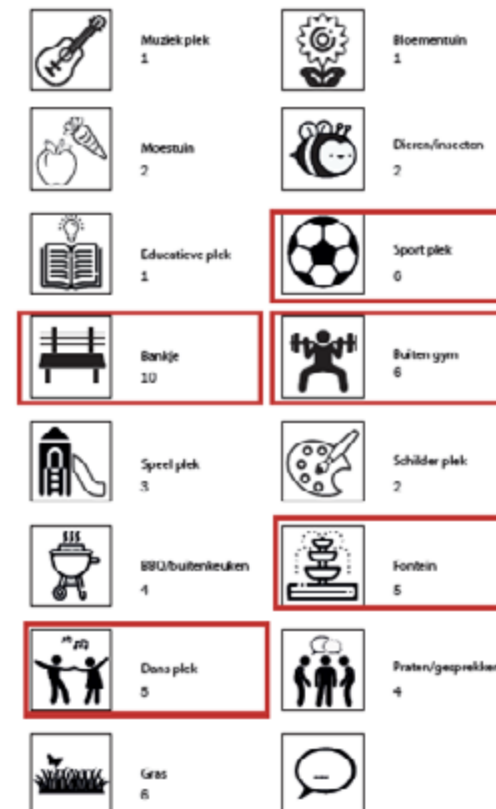 Muziek plek
1
Bloementuin
1
Moestuin
2
Dieren/insecten
2
Educatieve plek
1
Sport plek
6
Bankje
10
Buiten gym
6
Speel plek
3
Schilder plek
2
BBQ/buitenkeuken
4
Fontein
5
Dans plek
5
Praten/gesprekken
4
Gras
6